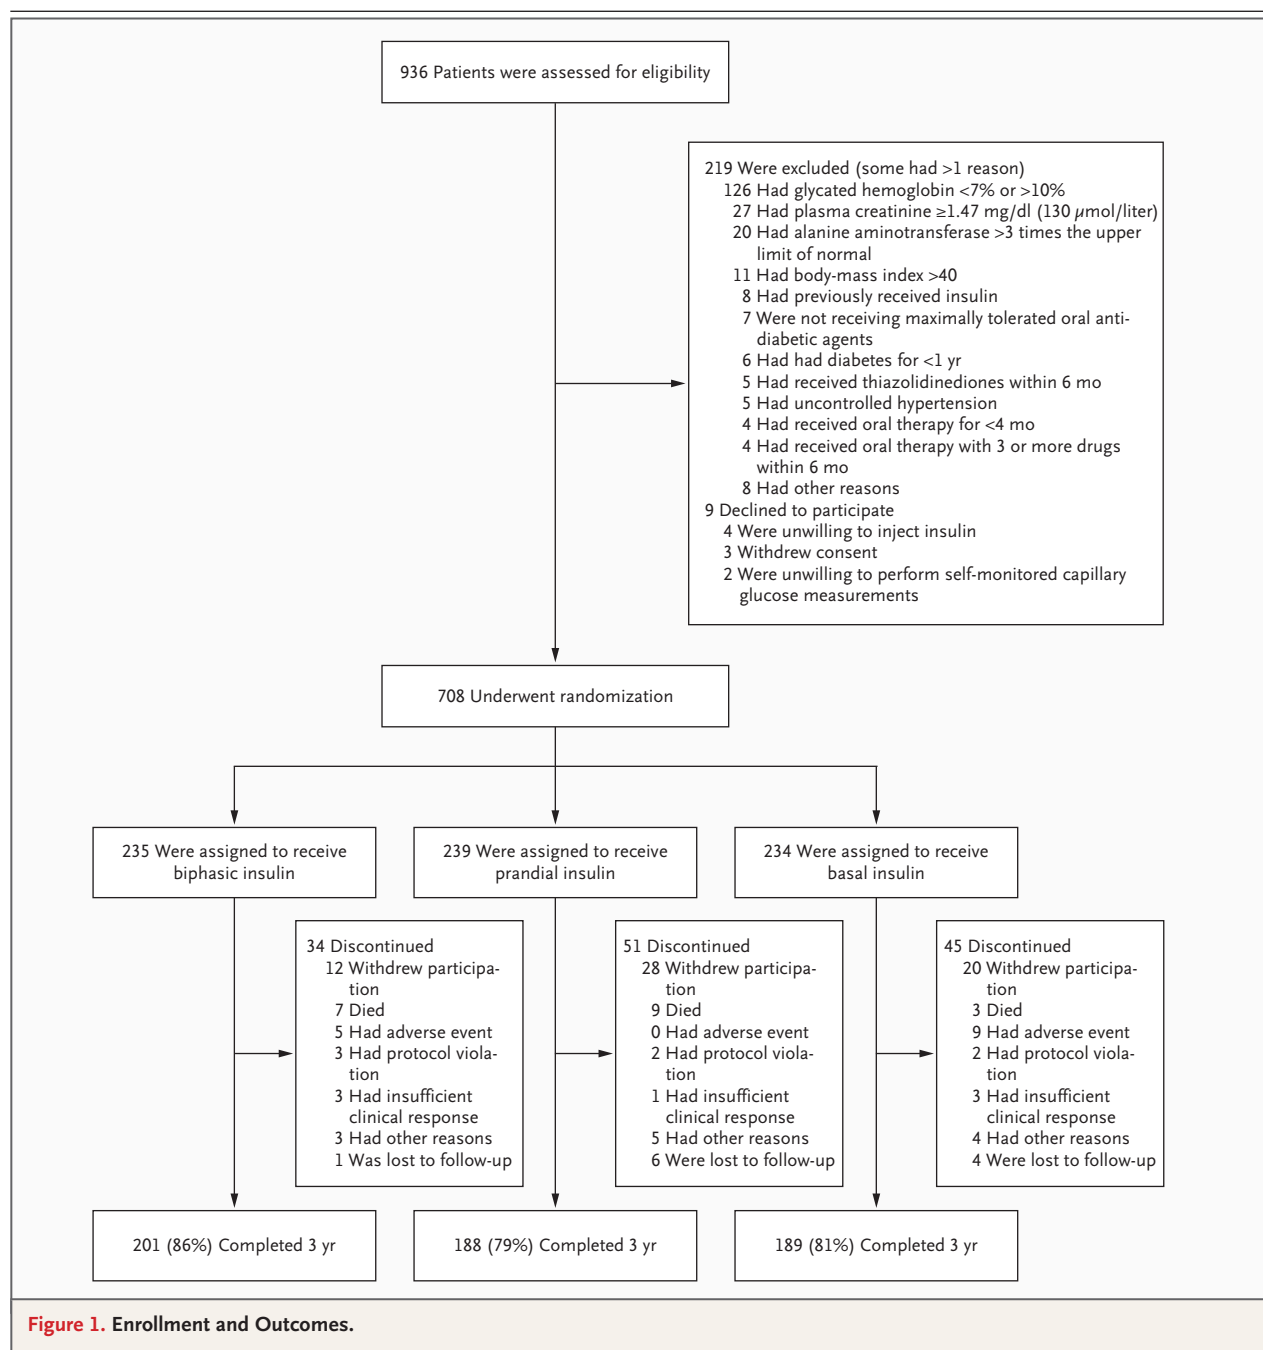 936 Patients were assessed for eligibility
219 Were excluded (some had >1 reason)
126 Had glycated hemoglobin <7% or >10%
27 Had plasma creatinine ≥1.47 mg/dl (130 µmol/liter)
20 Had alanine aminotransferase >3 times the upper
limit of normal
11 Had body-mass index >40
8 Had previously received insulin
7 Were not receiving maximally tolerated oral anti-
diabetic agents
6 Had had diabetes for <1 yr
5 Had received thiazolidinediones within 6 mo
5 Had uncontrolled hypertension
4 Had received oral therapy for <4 mo
4 Had received oral therapy with 3 or more drugs
within 6 mo
8 Had other reasons
9 Declined to participate
4 Were unwilling to inject insulin
3 Withdrew consent
2 Were unwilling to perform self-monitored capillary
glucose measurements
708 Underwent randomization
235 Were assigned to receive
biphasic insulin
239 Were assigned to receive
prandial insulin
234 Were assigned to receive
basal insulin
34 Discontinued
12 Withdrew participa-
tion
7 Died
5 Had adverse event
3 Had protocol viola-
tion
3 Had insufficient
clinical response
3 Had other reasons
1 Was lost to follow-up
51 Discontinued
28 Withdrew participa-
tion
9 Died
0 Had adverse event
2 Had protocol viola-
tion
1 Had insufficient
clinical response
5 Had other reasons
6 Were lost to follow-up
45 Discontinued
20 Withdrew participa-
tion
3 Died
9 Had adverse event
2 Had protocol viola-
tion
3 Had insufficient
clinical response
4 Had other reasons
4 Were lost to follow-up
201 (86%) Completed 3 yr
188 (79%) Completed 3 yr
189 (81%) Completed 3 yr
Figure 1. Enrollment and Outcomes.